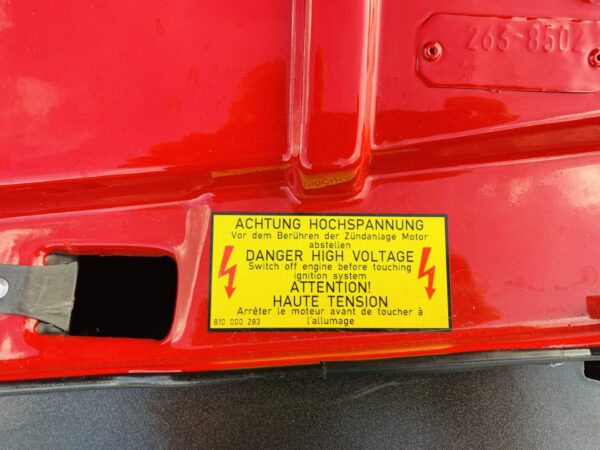 265-8502
ACHTUNG HOCHSPANNUNG
Vor dem Berühren der Zündanlage Motor
abstellen
DANGER HIGH VOLTAGE
Switch off engine before touching
ignition system
ATTENTION!
HAUTE TENSION
Arrêter le moteur avant de toucher à
l'allumage
810 000 283